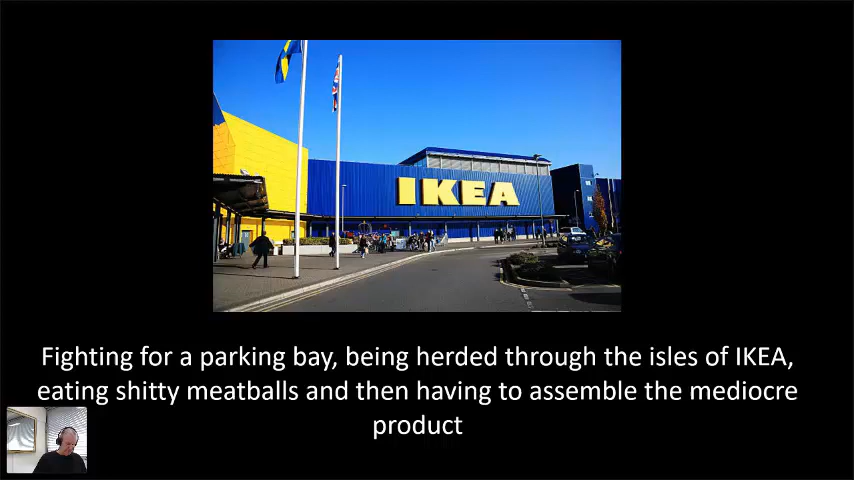 IKEA
Fighting for a parking bay, being herded through the isles of IKEA,
eating shitty meatballs and then having to assemble the mediocre
product